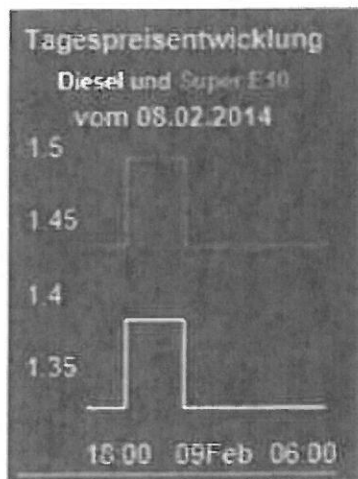 Tagespreisentwicklung
Diesel und Super E10
vom 08.02.2014
1.5
1.45
1.4
1.35
18:00 09Feb 06:00